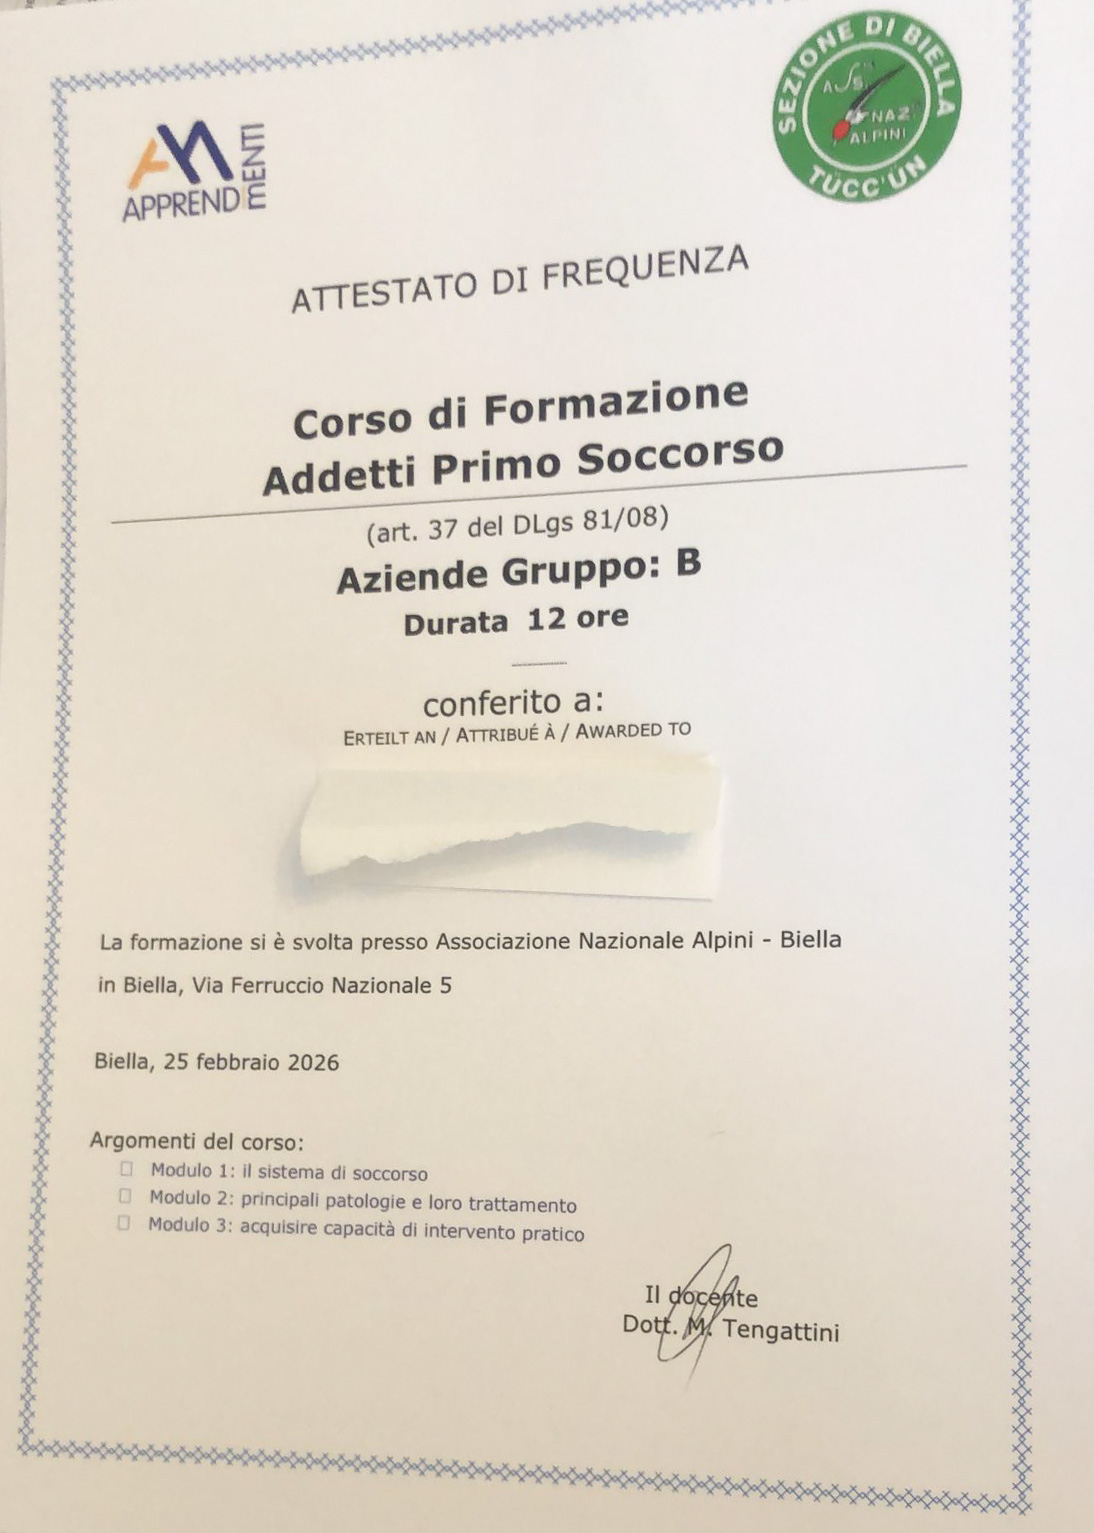 APPRENDIMENTI
SEZIONE DI BIELLA
ASS.
NAZ.
ALPINI
TUCC'ÜN
ATTESTATO DI FREQUENZA
Corso di Formazione
Addetti Primo Soccorso
(art. 37 del DLgs 81/08)
Aziende Gruppo: B
Durata 12 ore
conferito a:
ERTEILT AN / ATTRIBUÉ À / AWARDED TO
La formazione si è svolta presso Associazione Nazionale Alpini - Biella
in Biella, Via Ferruccio Nazionale 5
Biella, 25 febbraio 2026
Argomenti del corso:
Modulo 1: il sistema di soccorso
Modulo 2: principali patologie e loro trattamento
Modulo 3: acquisire capacità di intervento pratico
Il docente
Dott. M. Tengattini